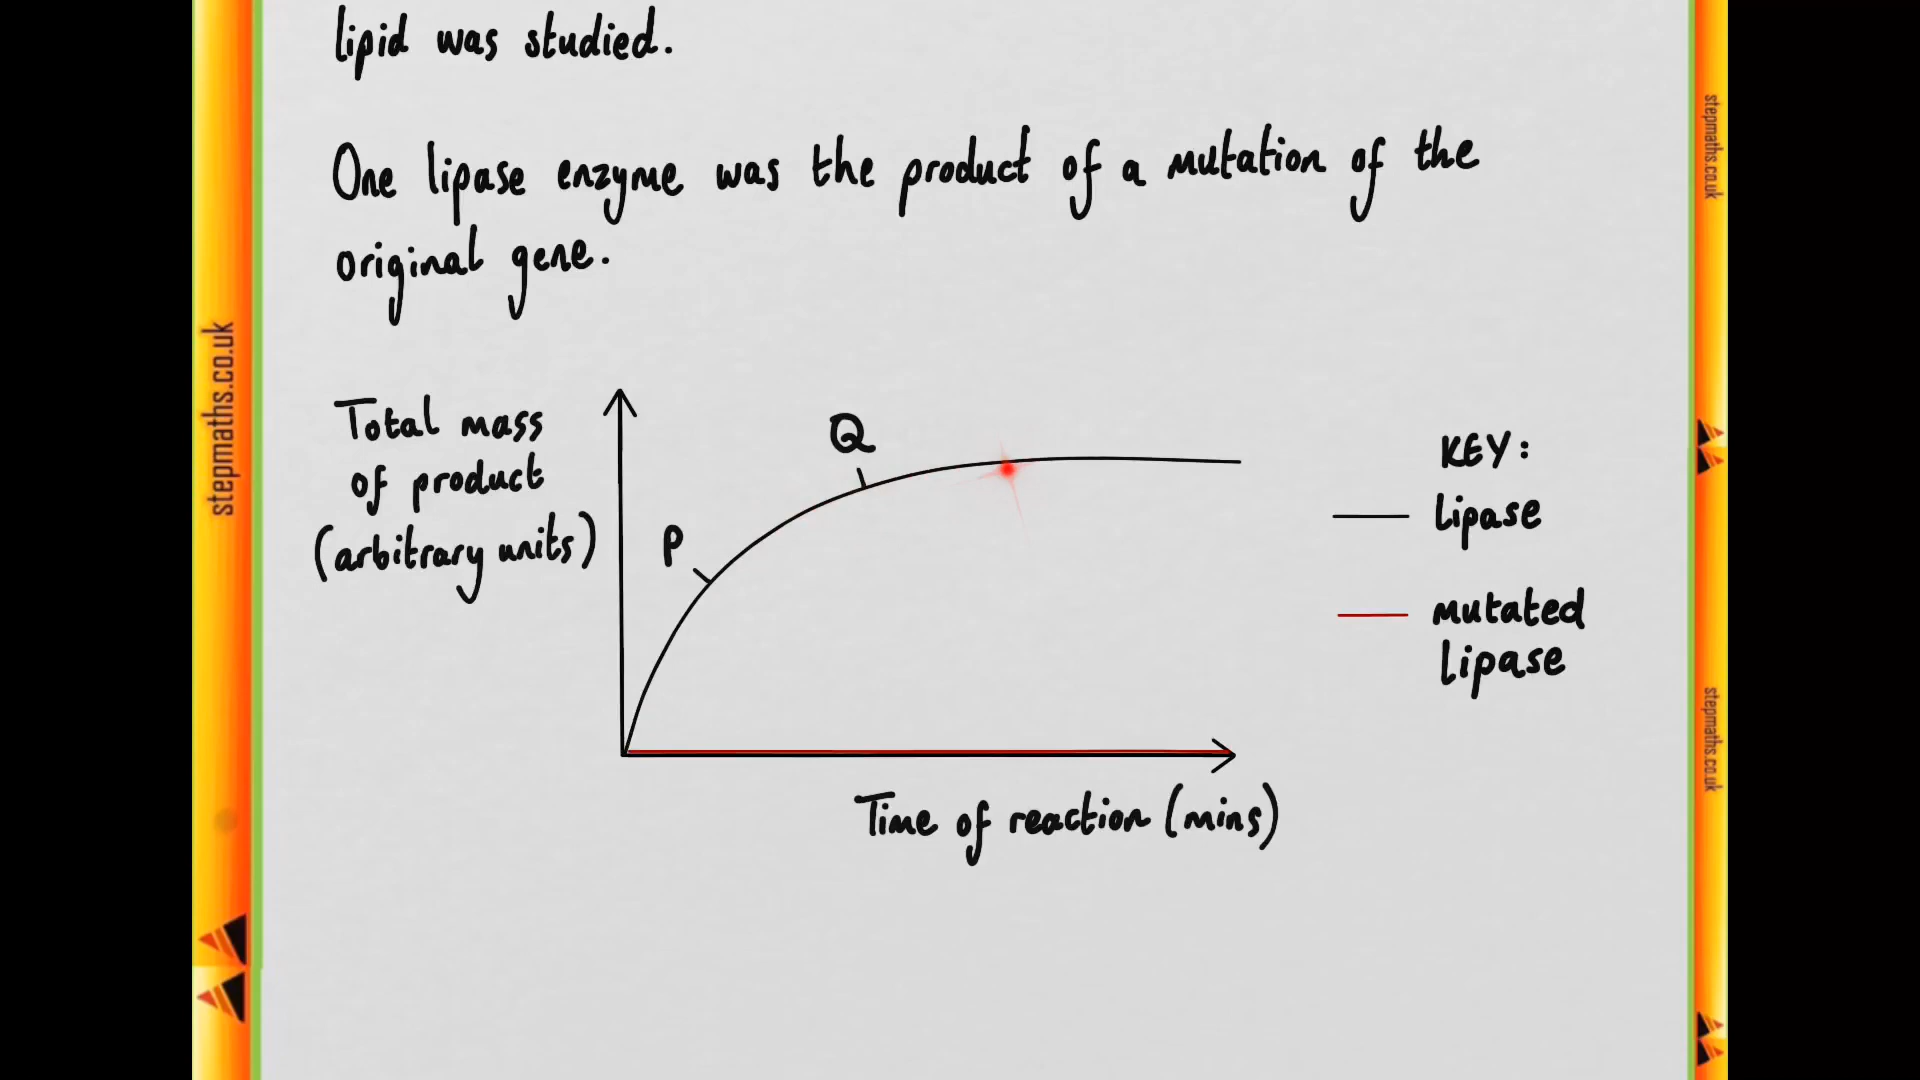 lipid was studied.
One lipase enzyme was the product of a mutation of the
original gene.
Total mass
of product
(arbitrary units)
P
Q
KEY:
lipase
mutated
lipase
Time of reaction (mins)
stepmaths.co.uk
stepmaths.co.uk
stepmaths.co.uk